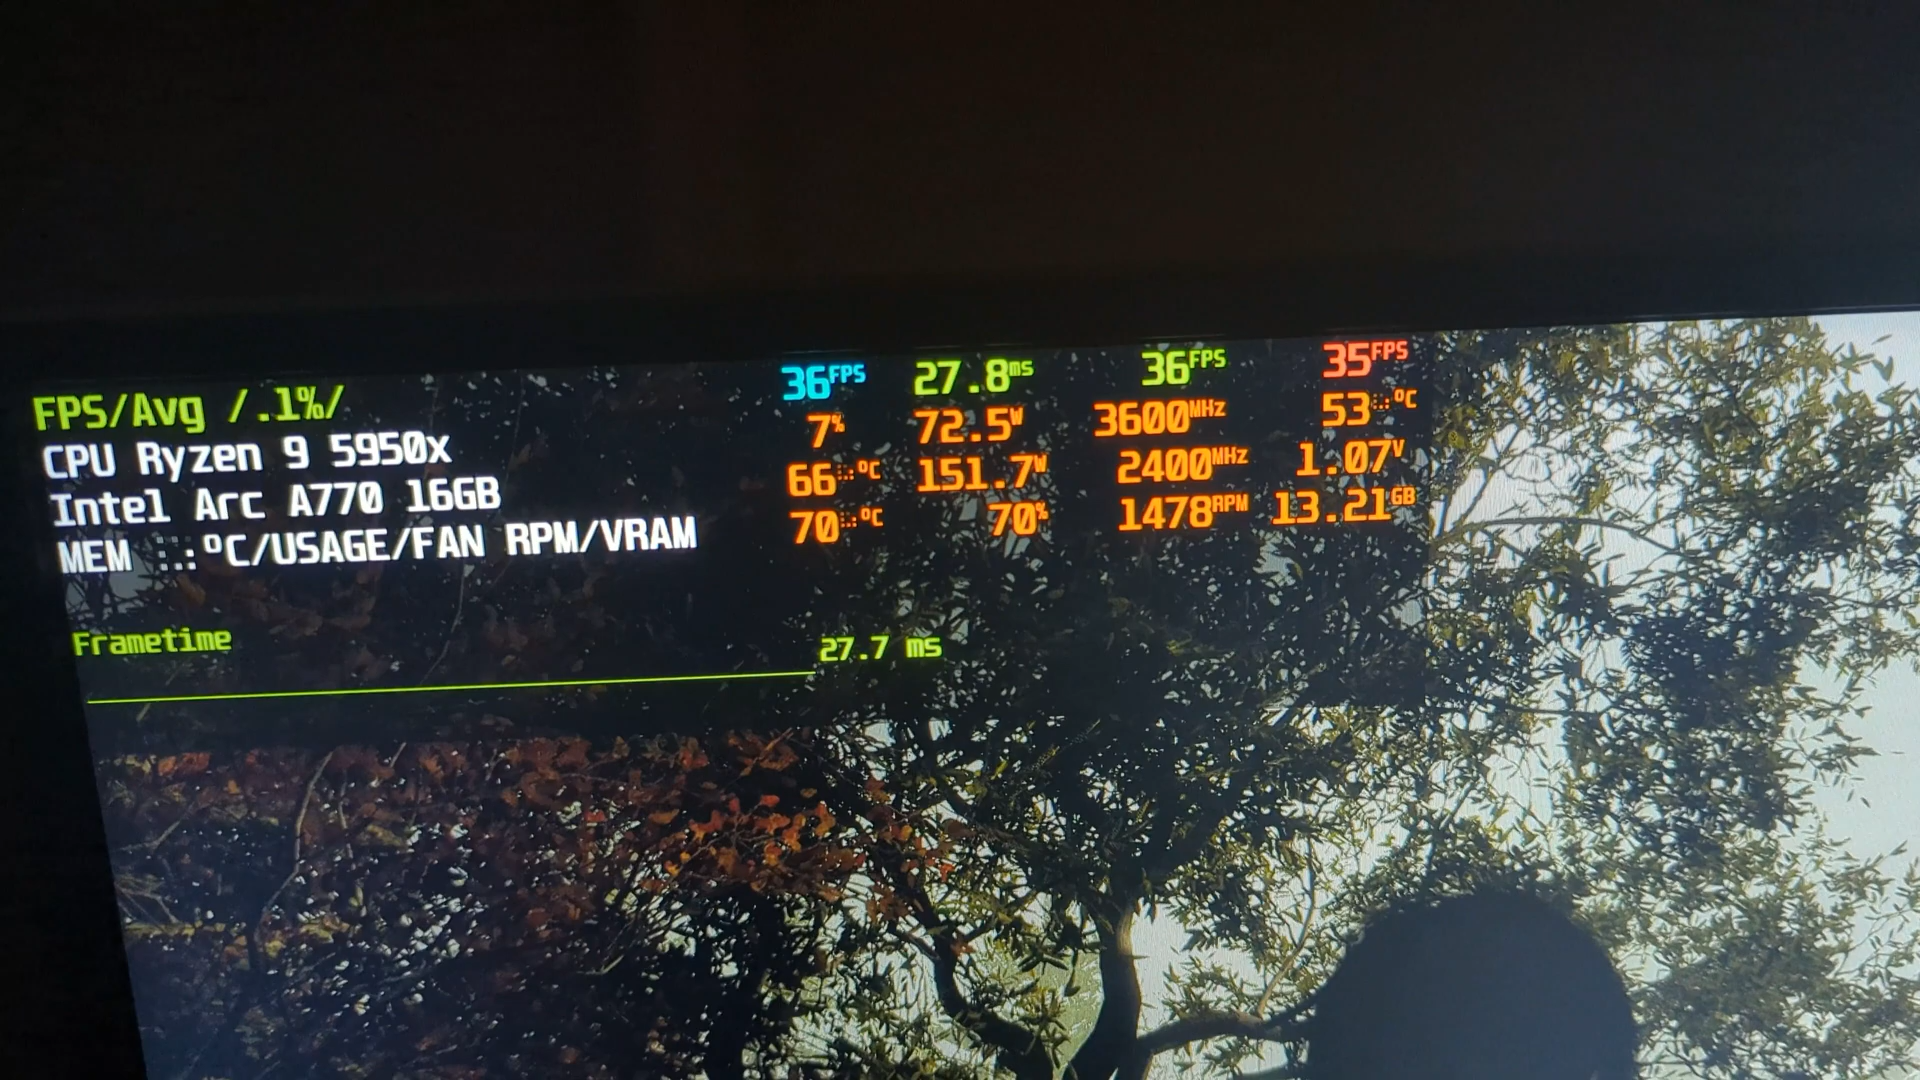 FPS/Avg /.1%/ 36FPS 27.8ms 36FPS 35FPS
CPU Ryzen 9 5950x 7% 72.5W 3600MHz 53°C
Intel Arc A770 16GB 66°C 151.7W 2400MHz 1.07V
MEM °C/USAGE/FAN RPM/VRAM 70°C 70% 1478RPM 13.21GB
Frametime 27.7 ms